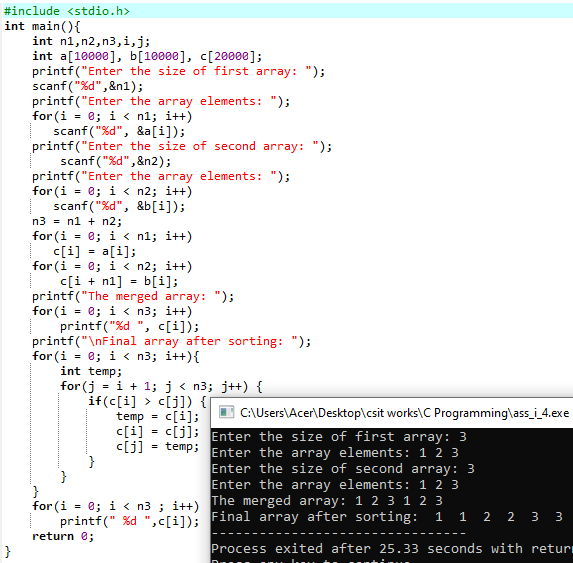 #include <stdio.h>
int main(){
    int n1,n2,n3,i,j;
    int a[10000], b[10000], c[20000];
    printf("Enter the size of first array: ");
    scanf("%d",&n1);
    printf("Enter the array elements: ");
    for(i = 0; i < n1; i++)
       scanf("%d", &a[i]);
    printf("Enter the size of second array: ");
        scanf("%d",&n2);
    printf("Enter the array elements: ");
    for(i = 0; i < n2; i++)
       scanf("%d", &b[i]);
    n3 = n1 + n2;
    for(i = 0; i < n1; i++)
       c[i] = a[i];
    for(i = 0; i < n2; i++)
        c[i + n1] = b[i];
    printf("The merged array: ");
    for(i = 0; i < n3; i++)
        printf("%d ", c[i]);
    printf("\nFinal array after sorting: ");
    for(i = 0; i < n3; i++){
        int temp;
        for(j = i + 1; j < n3; j++) {
            if(c[i] > c[j]) {
                temp = c[i];
                c[i] = c[j];
                c[j] = temp;
            }
        }
    }
    for(i = 0; i < n3 ; i++)
        printf(" %d ",c[i]);
    return 0;
}
C:\Users\Acer\Desktop\csit works\C Programming\ass_i_4.exe
Enter the size of first array: 3
Enter the array elements: 1 2 3
Enter the size of second array: 3
Enter the array elements: 1 2 3
The merged array: 1 2 3 1 2 3
Final array after sorting:  1  1  2  2  3  3
--------------------------------
Process exited after 25.33 seconds with retur
Press any key to continue